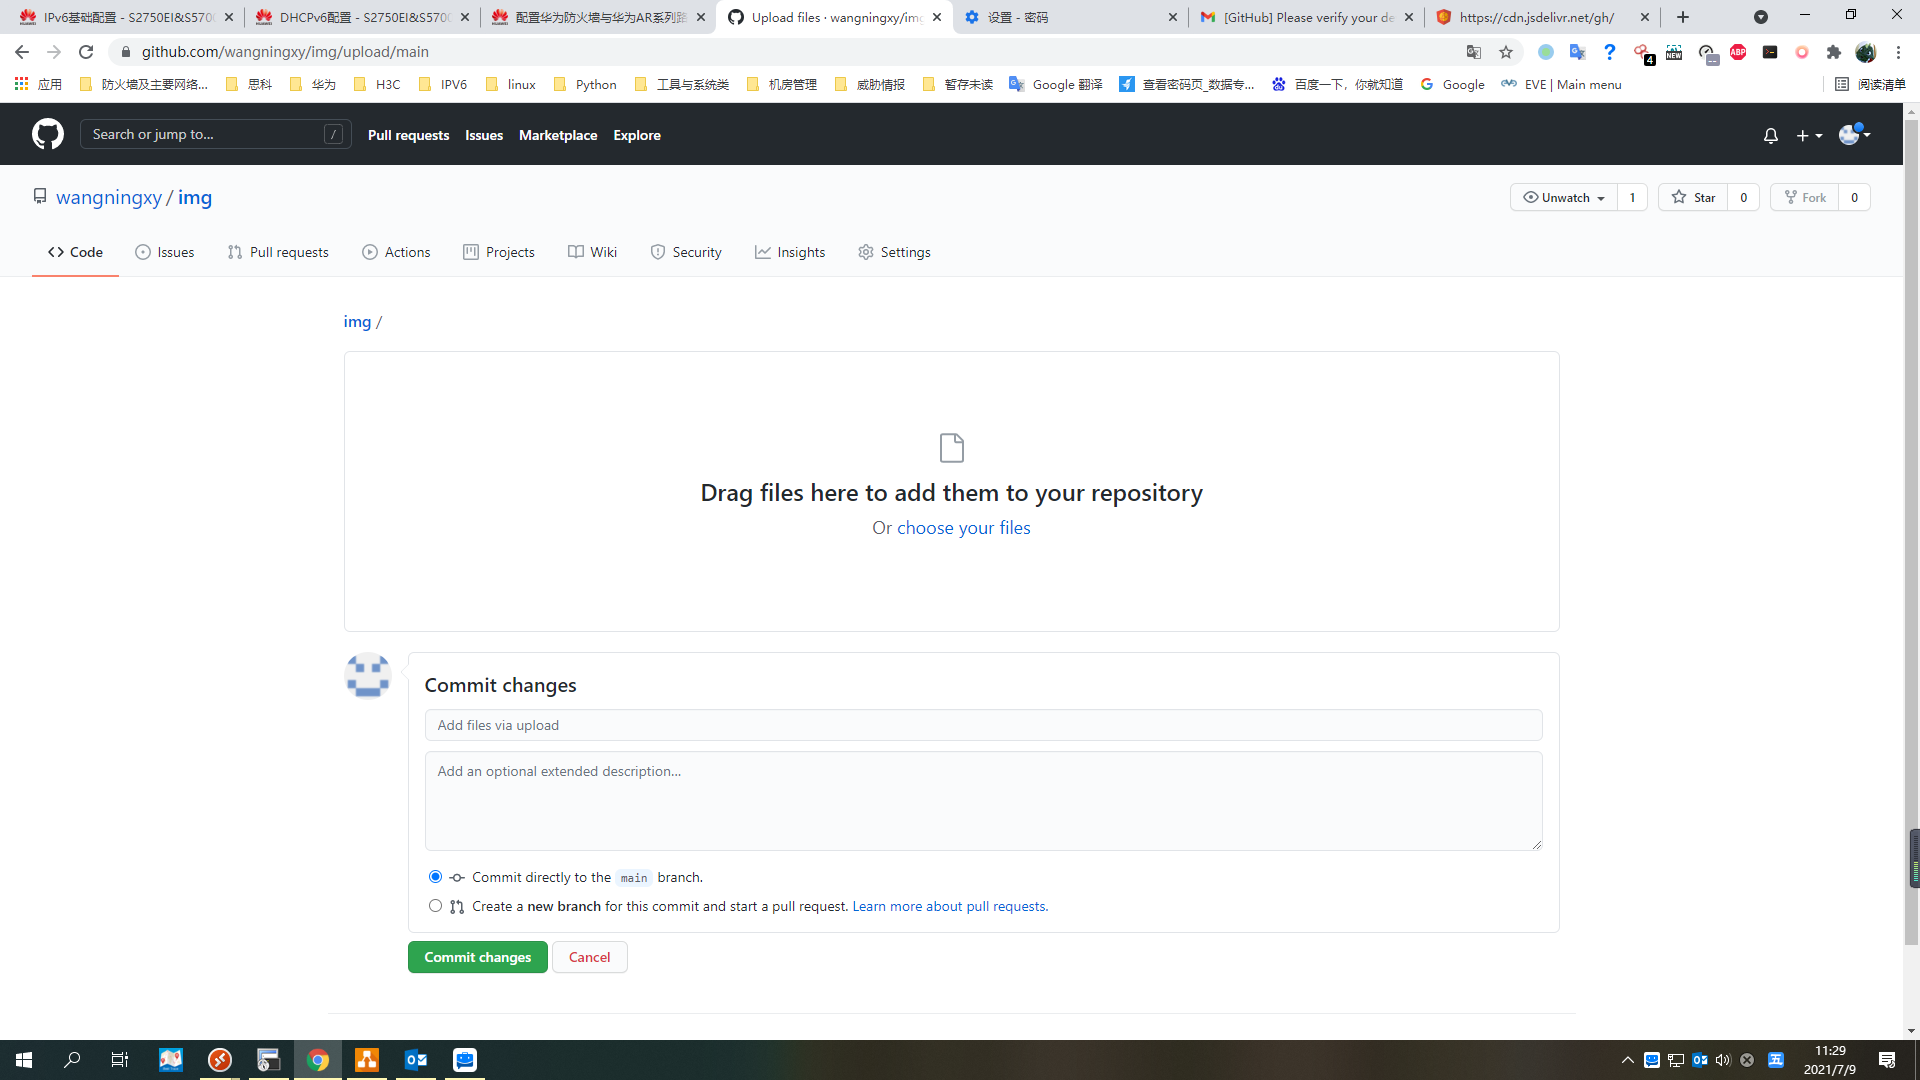 IPv6基础配置 - S2750EI&S5700
DHCPv6配置 - S2750EI&S5700
配置华为防火墙与华为AR系列路
Upload files · wangningxy/img
设置 - 密码
[GitHub] Please verify your de
https://cdn.jsdelivr.net/gh/
github.com/wangningxy/img/upload/main
4
NEW
ABP
应用
防火墙及主要网络...
思科
华为
H3C
IPV6
linux
Python
工具与系统类
机房管理
威胁情报
暂存未读
Google 翻译
查看密码页_数据专...
百度一下，你就知道
Google
EVE | Main menu
阅读清单
Search or jump to...
/
Pull requests
Issues
Marketplace
Explore
wangningxy / img
Unwatch
1
Star
0
Fork
0
Code
Issues
Pull requests
Actions
Projects
Wiki
Security
Insights
Settings
img /
Drag files here to add them to your repository
Or choose your files
Commit changes
Add files via upload
Add an optional extended description...
Commit directly to the main branch.
Create a new branch for this commit and start a pull request. Learn more about pull requests.
Commit changes
Cancel
五
11:29
2021/7/9